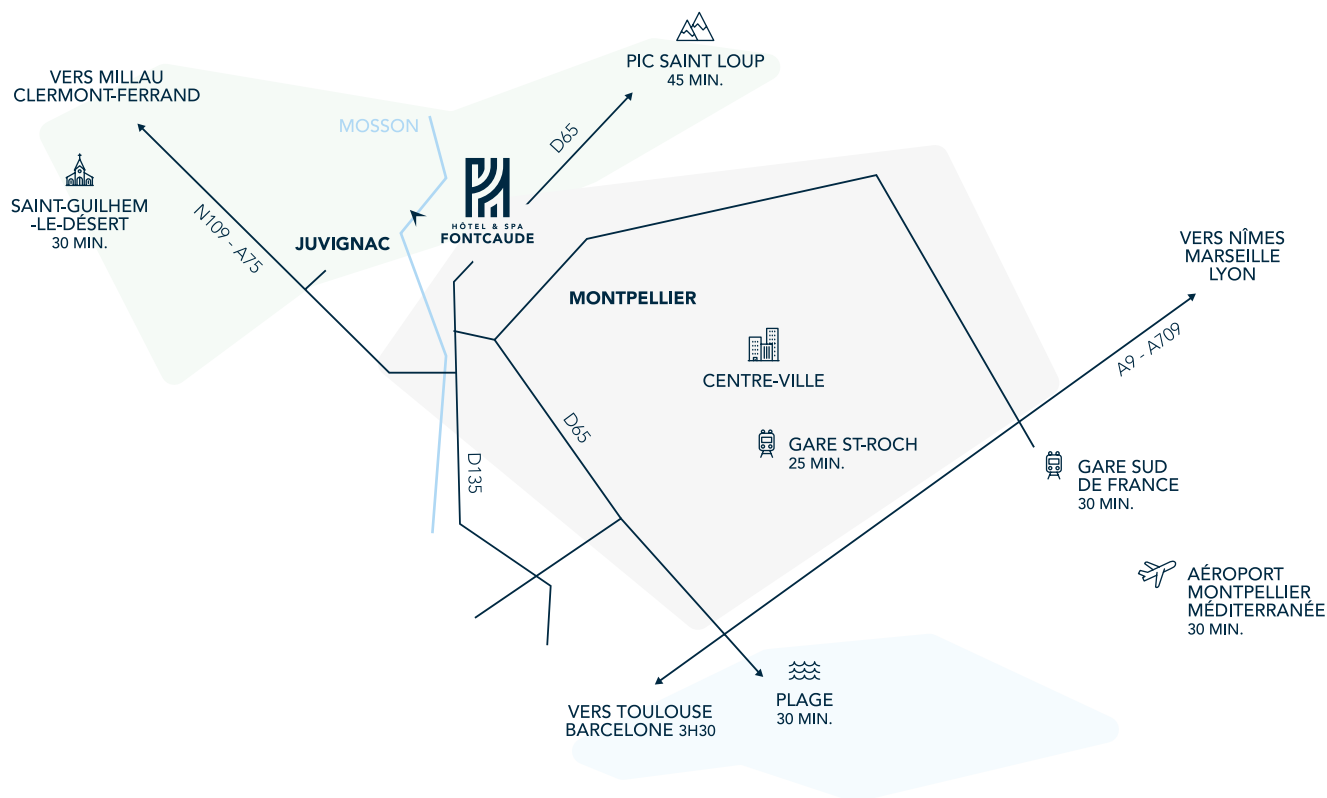 PIC SAINT LOUP
45 MIN.
VERS MILLAU
CLERMONT-FERRAND
MOSSON
D65
SAINT-GUILHEM
-LE-DÉSERT
30 MIN.
N109 - A75
JUVIGNAC
HÔTEL & SPA
FONTCAUDE
VERS NÎMES
MARSEILLE
LYON
MONTPELLIER
A9 - A709
CENTRE-VILLE
D65
GARE ST-ROCH
25 MIN.
D135
GARE SUD
DE FRANCE
30 MIN.
AÉROPORT
MONTPELLIER
MÉDITERRANÉE
30 MIN.
PLAGE
30 MIN.
VERS TOULOUSE
BARCELONE 3H30